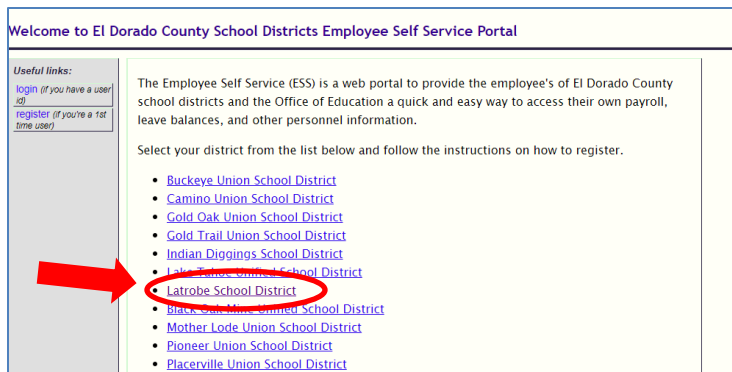 Welcome to El Dorado County School Districts Employee Self Service Portal
Useful links:
login (if you have a user
id)
register (if you're a 1st
time user)
The Employee Self Service (ESS) is a web portal to provide the employee's of El Dorado County
school districts and the Office of Education a quick and easy way to access their own payroll,
leave balances, and other personnel information.
Select your district from the list below and follow the instructions on how to register.
• Buckeye Union School District
• Camino Union School District
• Gold Oak Union School District
• Gold Trail Union School District
• Indian Diggings School District
• Lake Tahoe Unified School District
• Latrobe School District
• Black Oak Mine Unified School District
• Mother Lode Union School District
• Pioneer Union School District
• Placerville Union School District